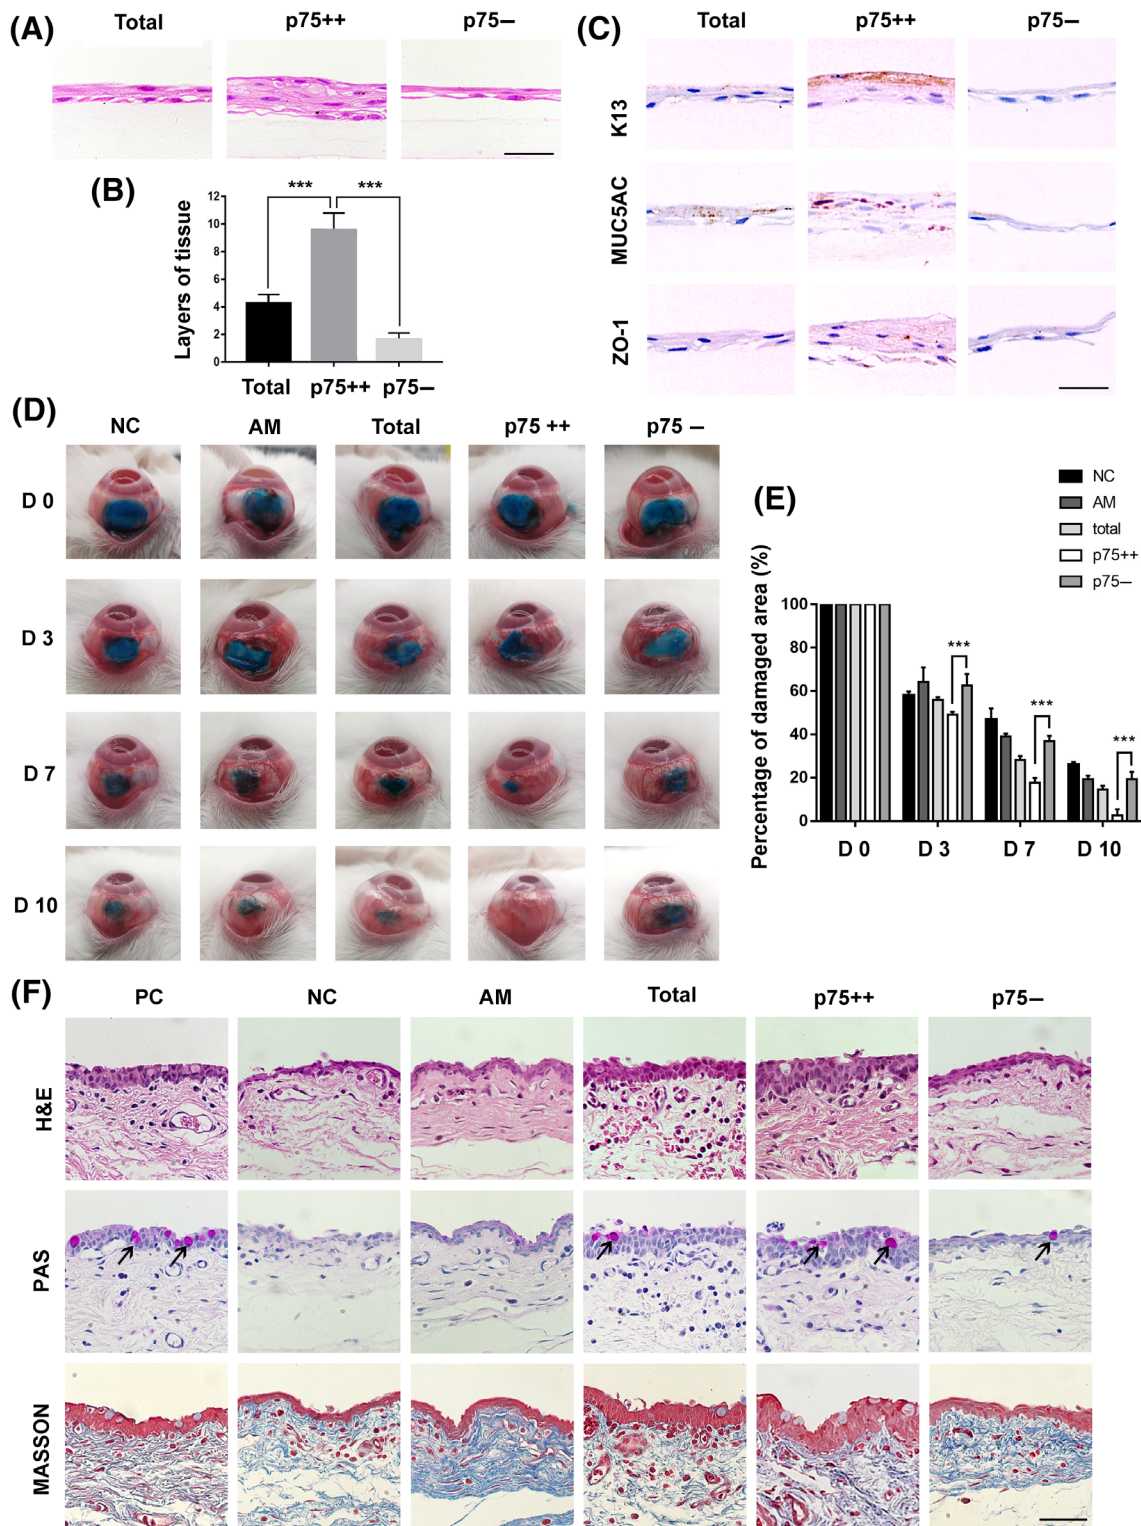 (A)
Total
p75++
p75–
(B)
Layers of tissue
12
10
8
6
4
2
0
***
***
Total
p75++
p75–
(C)
Total
p75++
p75–
K13
MUC5AC
ZO-1
(D)
NC
AM
Total
p75 ++
p75 –
D 0
D 3
D 7
D 10
(E)
NC
AM
total
p75++
p75–
Percentage of damaged area (%)
100
80
60
40
20
0
***
***
***
D 0
D 3
D 7
D 10
(F)
PC
NC
AM
Total
p75++
p75–
H&E
PAS
MASSON